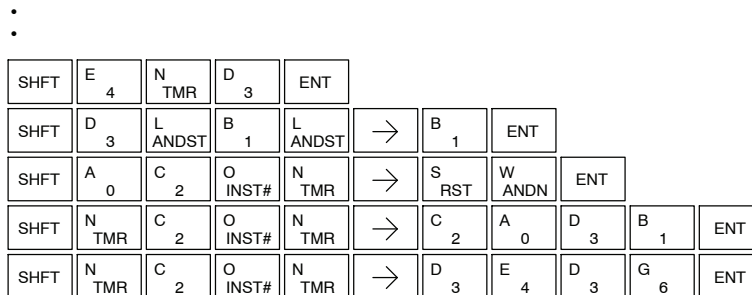 •
•
SHFT E 4 N TMR D 3 ENT
SHFT D 3 L ANDST B 1 L ANDST → B 1 ENT
SHFT A 0 C 2 O INST# N TMR → S RST W ANDN ENT
SHFT N TMR C 2 O INST# N TMR → C 2 A 0 D 3 B 1 ENT
SHFT N TMR C 2 O INST# N TMR → D 3 E 4 D 3 G 6 ENT